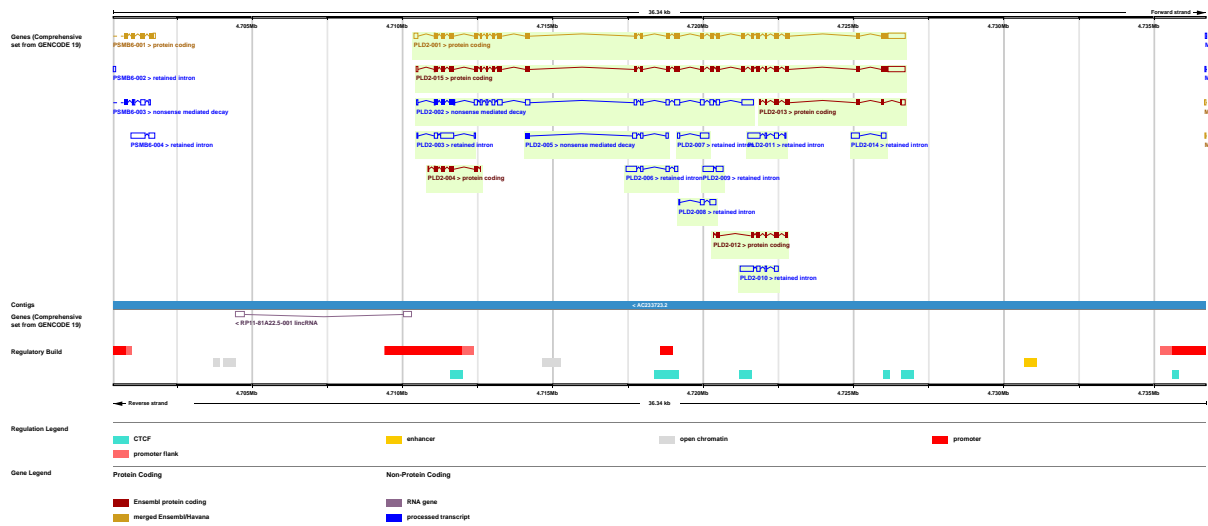 36.34 kb
Forward strand
4.705Mb 4.710Mb 4.715Mb 4.720Mb 4.725Mb 4.730Mb 4.735Mb
Genes (Comprehensive
set from GENCODE 19)
PSMB6-001 > protein coding
PLD2-001 > protein coding
PSMB6-002 > retained intron
PLD2-015 > protein coding
PSMB6-003 > nonsense mediated decay
PLD2-002 > nonsense mediated decay
PLD2-013 > protein coding
PSMB6-004 > retained intron
PLD2-003 > retained intron
PLD2-005 > nonsense mediated decay
PLD2-007 > retained intron
PLD2-011 > retained intron
PLD2-014 > retained intron
PLD2-004 > protein coding
PLD2-006 > retained intron
PLD2-009 > retained intron
PLD2-008 > retained intron
PLD2-012 > protein coding
PLD2-010 > retained intron
Contigs
< AC233723.2
Genes (Comprehensive
set from GENCODE 19)
< RP11-81A22.5-001 lincRNA
Regulatory Build
4.705Mb 4.710Mb 4.715Mb 4.720Mb 4.725Mb 4.730Mb 4.735Mb
Reverse strand
36.34 kb
Regulation Legend
CTCF
enhancer
open chromatin
promoter
promoter flank
Gene Legend
Protein Coding
Non-Protein Coding
Ensembl protein coding
RNA gene
merged Ensembl/Havana
processed transcript